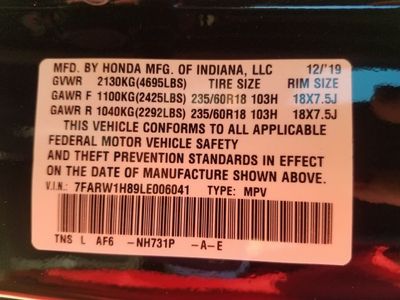 MFD. BY HONDA MFG. OF INDIANA, LLC 12/'19
GVWR 2130KG(4695LBS) TIRE SIZE RIM SIZE
GAWR F 1100KG(2425LBS) 235/60R18 103H 18X7.5J
GAWR R 1040KG(2292LBS) 235/60R18 103H 18X7.5J
THIS VEHICLE CONFORMS TO ALL APPLICABLE
FEDERAL MOTOR VEHICLE SAFETY
AND THEFT PREVENTION STANDARDS IN EFFECT
ON THE DATE OF MANUFACTURE SHOWN ABOVE.
V.I.N.: 7FARW1H89LE006041 TYPE: MPV
TNS L AF6 -NH731P -A-E